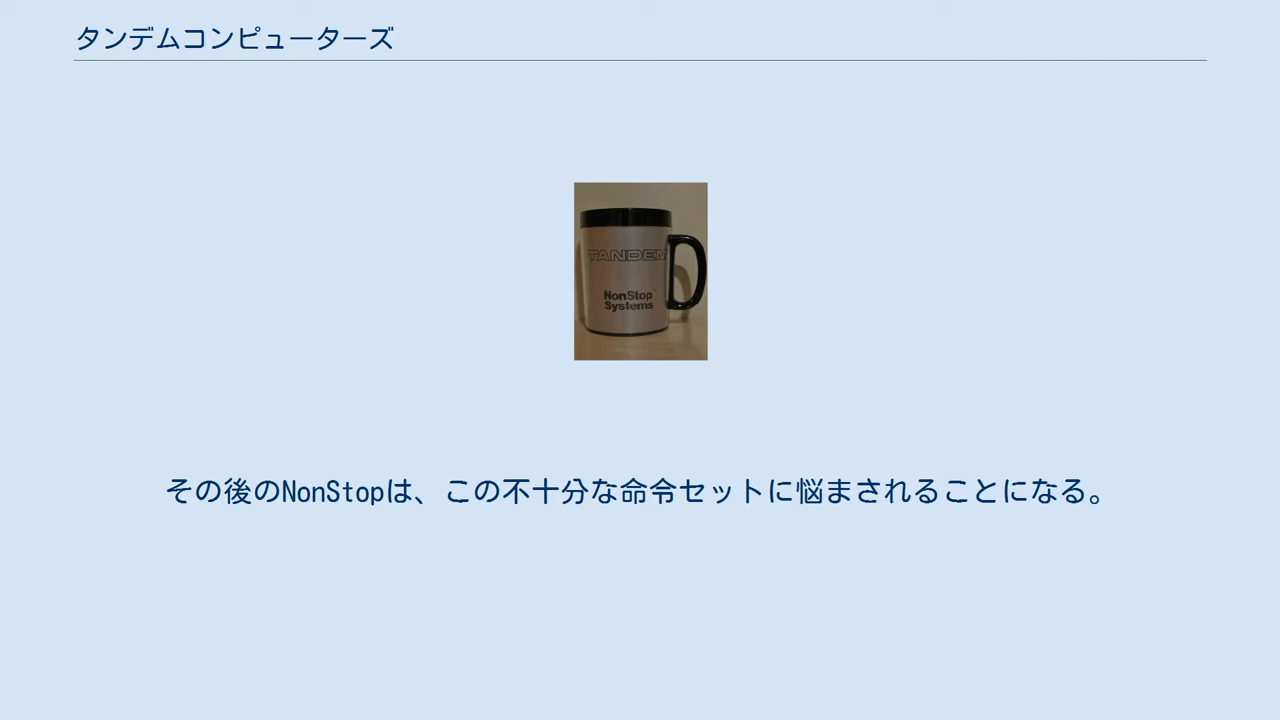 タンデムコンピューターズ
TANDEM
NonStop
Systems
その後のNonStopは、この不十分な命令セットに悩まされることになる。